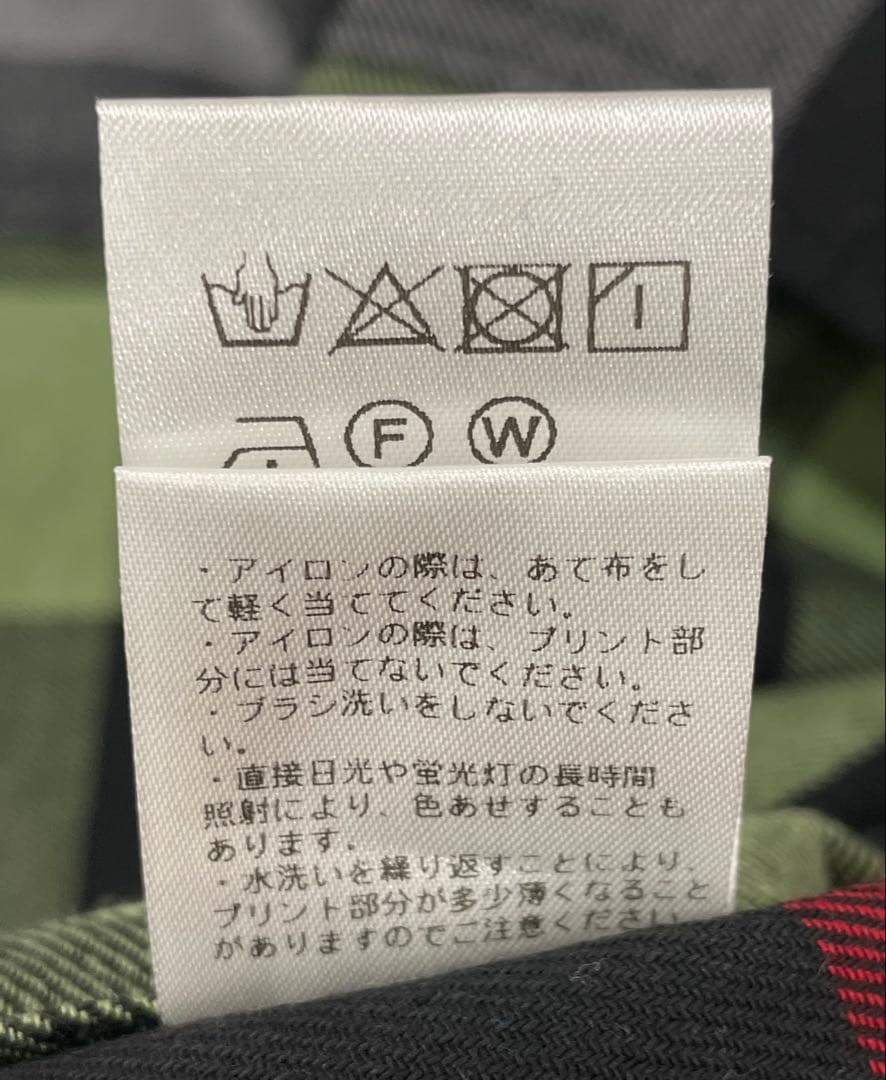 F W
・アイロンの際は、あて布をし
て軽く当ててください。
・アイロンの際は、プリント部
分には当てないでください。
・ブラシ洗いをしないでくださ
い。
・直接日光や蛍光灯の長時間
照射により、色あせすることも
あります。
・水洗いを繰り返すことにより、
プリント部分が多少薄くなること
がありますのでご注意ください。